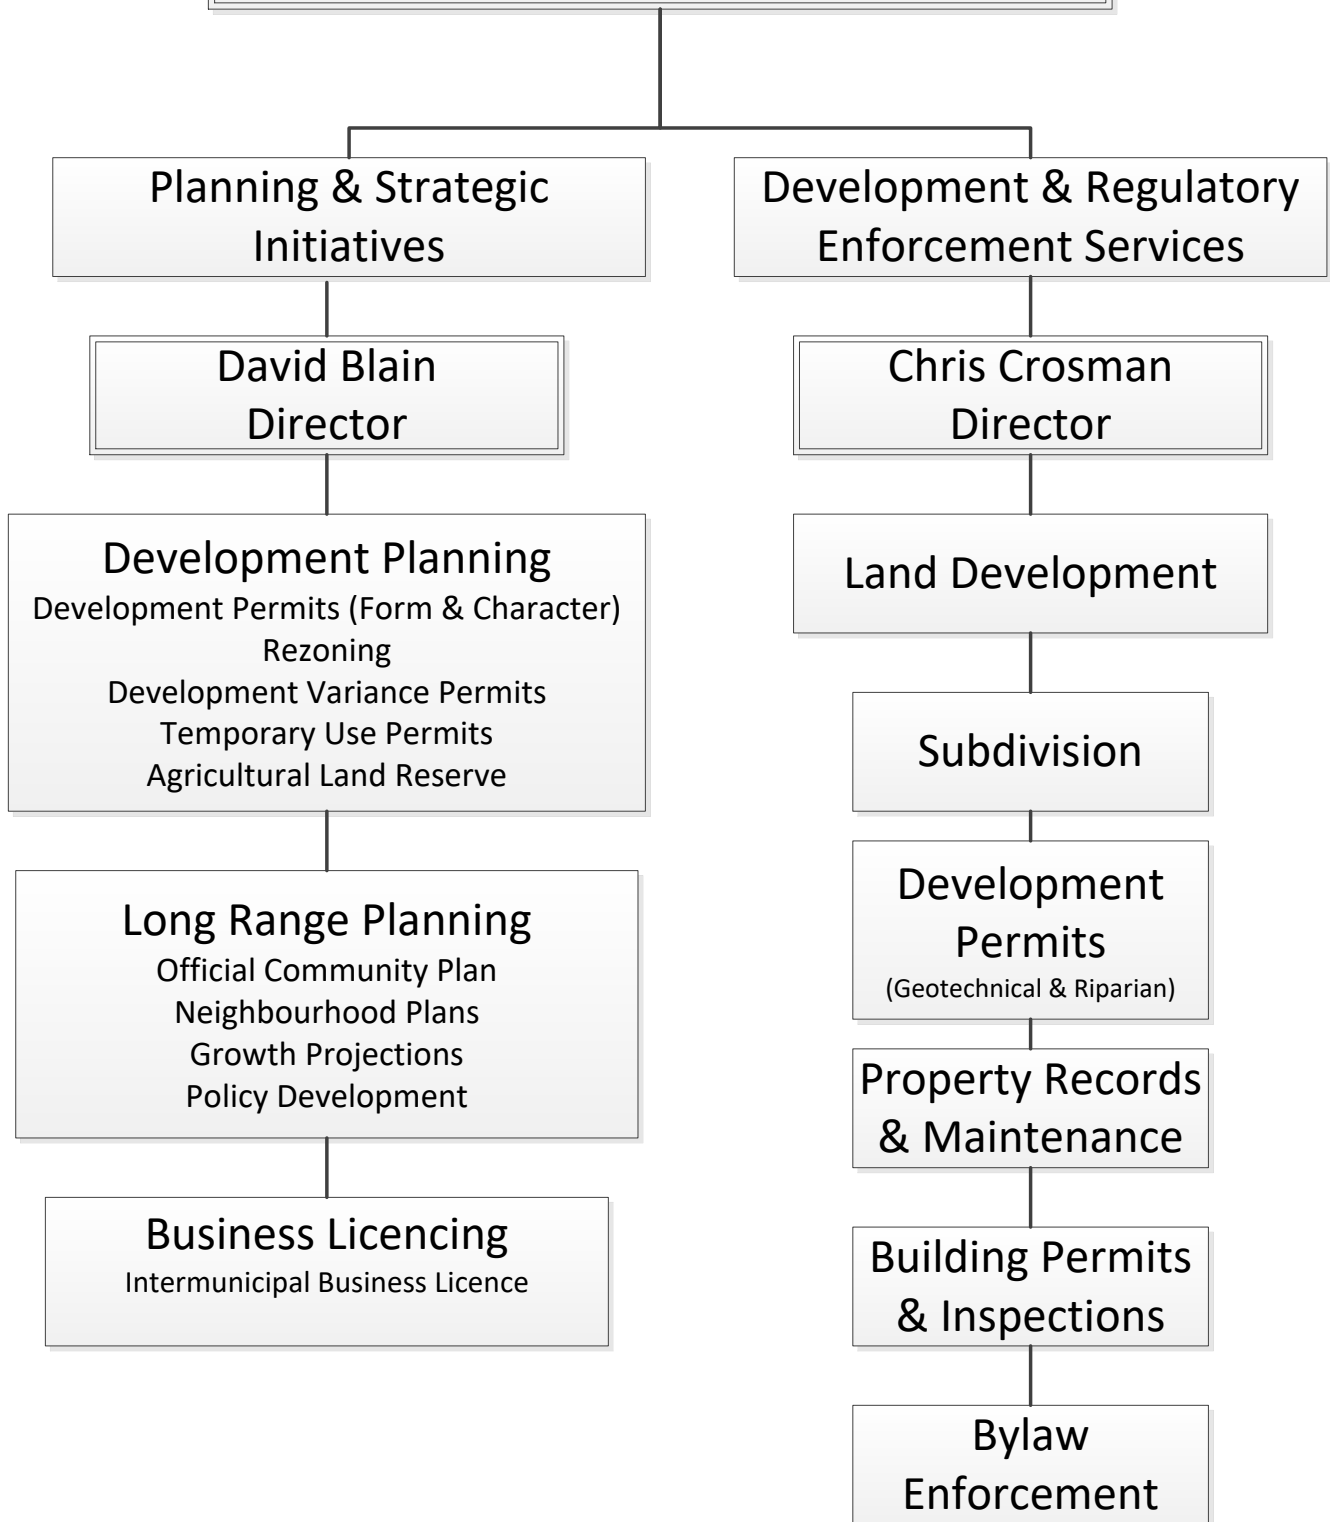 Planning & Strategic
Initiatives
David Blain
Director
Development Planning
Development Permits (Form & Character)
Rezoning
Development Variance Permits
Temporary Use Permits
Agricultural Land Reserve
Long Range Planning
Official Community Plan
Neighbourhood Plans
Growth Projections
Policy Development
Business Licencing
Intermunicipal Business Licence
Development & Regulatory
Enforcement Services
Chris Crosman
Director
Land Development
Subdivision
Development
Permits
(Geotechnical & Riparian)
Property Records
& Maintenance
Building Permits
& Inspections
Bylaw
Enforcement